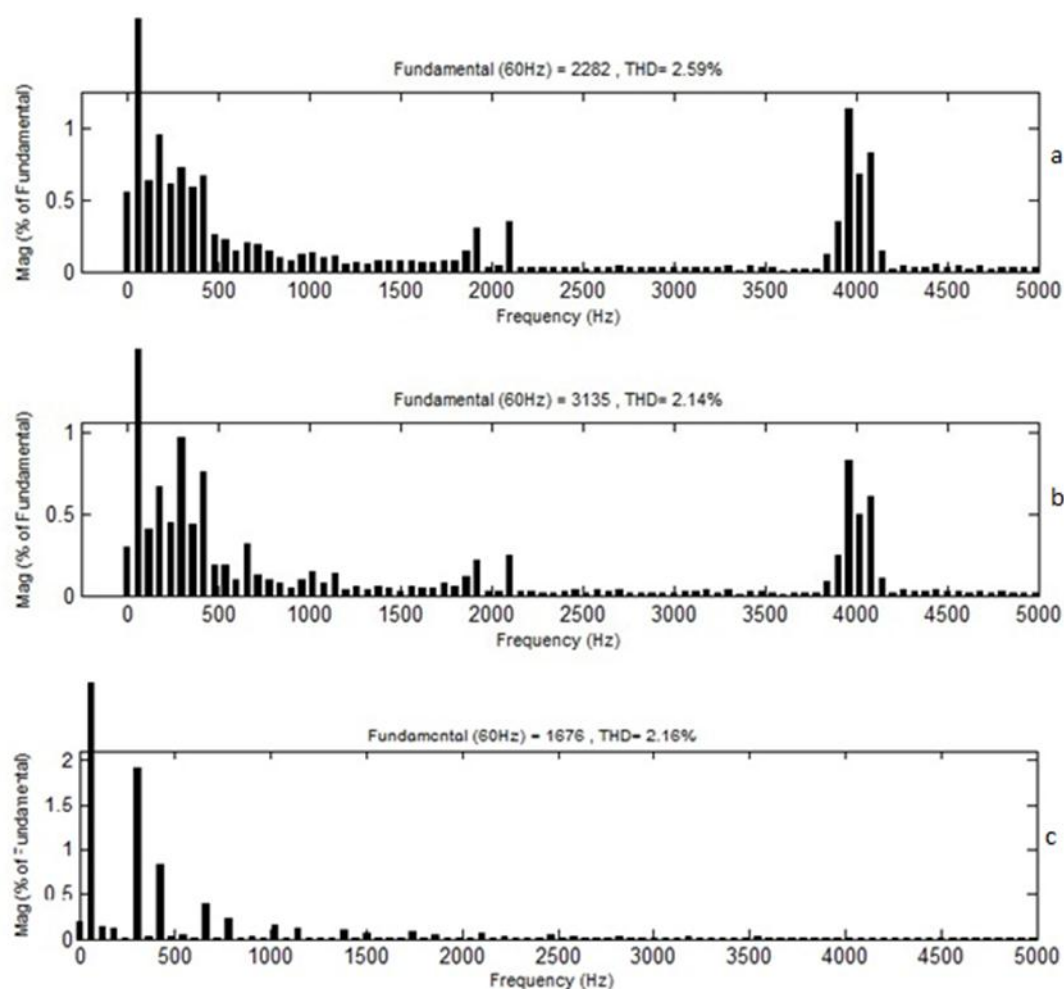 Fundamental (60Hz) = 2282 , THD= 2.59%
Mag (% of Fundamental)
1
0.5
0
0 500 1000 1500 2000 2500 3000 3500 4000 4500 5000
Frequency (Hz)
a
Fundamental (60Hz) = 3135 , THD= 2.14%
Mag (% of Fundamental)
1
0.5
0
0 500 1000 1500 2000 2500 3000 3500 4000 4500 5000
Frequency (Hz)
b
Fundamental (60Hz) = 1676 , THD= 2.16%
Mag (% of Fundamental)
2
1.5
1
0.5
0
0 500 1000 1500 2000 2500 3000 3500 4000 4500 5000
Frequency (Hz)
c